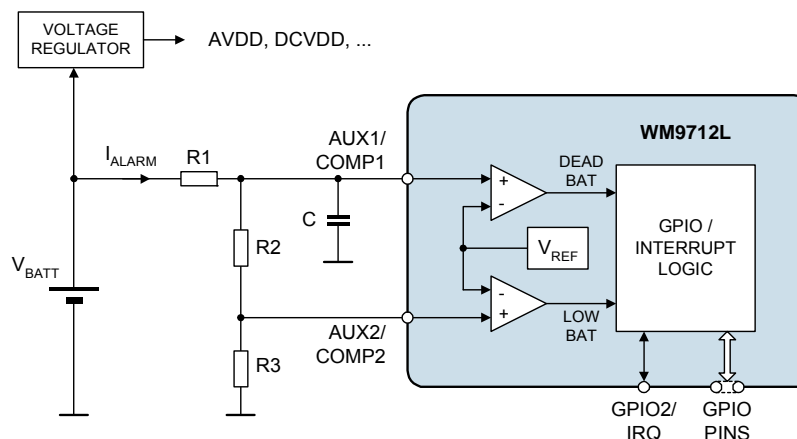 VOLTAGE
REGULATOR
AVDD, DCVDD, ...
WM9712L
AUX1/
COMP1
I_ALARM
R1
DEAD
BAT
+
-
C
GPIO /
INTERRUPT
LOGIC
R2
V_REF
V_BATT
-
+
AUX2/
COMP2
LOW
BAT
R3
GPIO2/
IRQ
GPIO
PINS